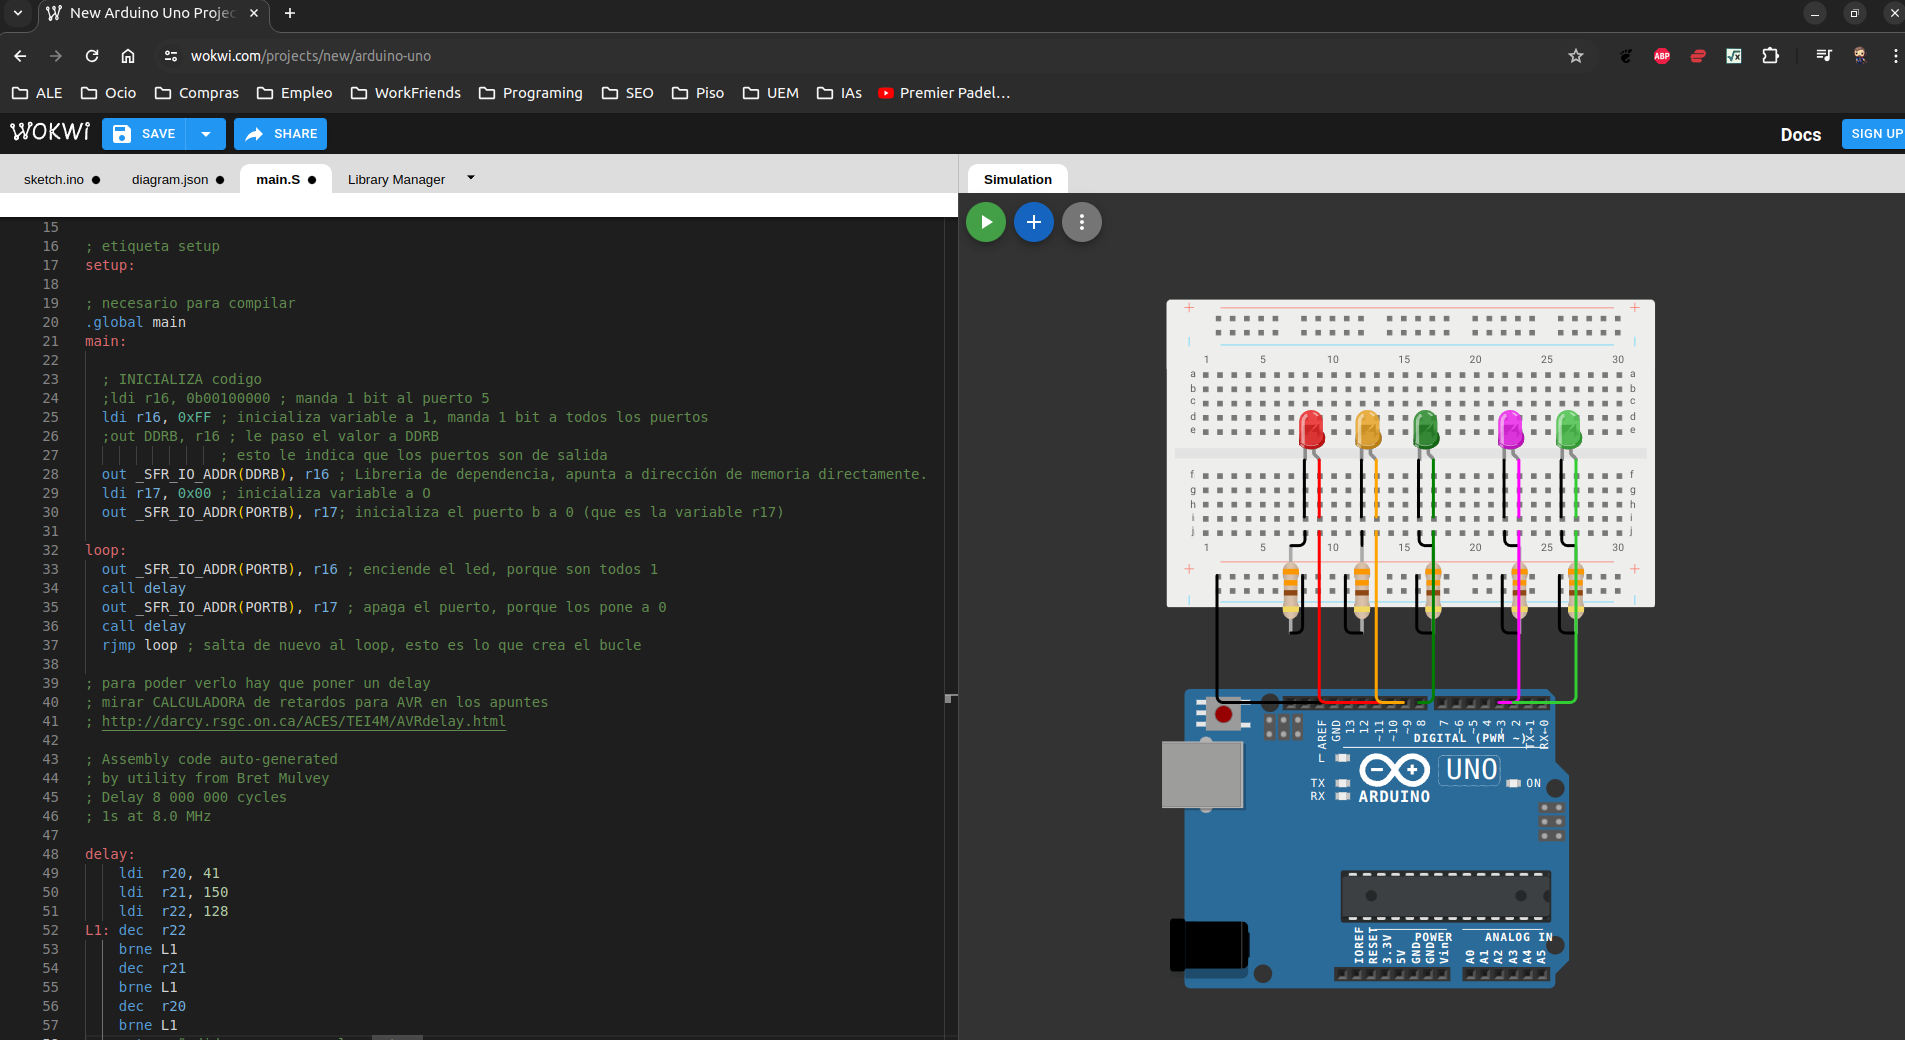 New Arduino Uno Projec
wokwi.com/projects/new/arduino-uno
ABP
ALE Ocio Compras Empleo WorkFriends Programing SEO Piso UEM IAs Premier Padel…
WOKWi SAVE SHARE Docs SIGN UP
sketch.ino ● diagram.json ● main.S ● Library Manager
Simulation
15
16 ; etiqueta setup
17 setup:
18
19 ; necesario para compilar
20 .global main
21 main:
22
23 ; INICIALIZA codigo
24 ;ldi r16, 0b00100000 ; manda 1 bit al puerto 5
25 ldi r16, 0xFF ; inicializa variable a 1, manda 1 bit a todos los puertos
26 ;out DDRB, r16 ; le paso el valor a DDRB
27 ; esto le indica que los puertos son de salida
28 out _SFR_IO_ADDR(DDRB), r16 ; Libreria de dependencia, apunta a dirección de memoria directamente.
29 ldi r17, 0x00 ; inicializa variable a O
30 out _SFR_IO_ADDR(PORTB), r17; inicializa el puerto b a 0 (que es la variable r17)
31
32 loop:
33 out _SFR_IO_ADDR(PORTB), r16 ; enciende el led, porque son todos 1
34 call delay
35 out _SFR_IO_ADDR(PORTB), r17 ; apaga el puerto, porque los pone a 0
36 call delay
37 rjmp loop ; salta de nuevo al loop, esto es lo que crea el bucle
38
39 ; para poder verlo hay que poner un delay
40 ; mirar CALCULADORA de retardos para AVR en los apuntes
41 ; http://darcy.rsgc.on.ca/ACES/TEI4M/AVRdelay.html
42
43 ; Assembly code auto-generated
44 ; by utility from Bret Mulvey
45 ; Delay 8 000 000 cycles
46 ; 1s at 8.0 MHz
47
48 delay:
49 ldi r20, 41
50 ldi r21, 150
51 ldi r22, 128
52 L1: dec r22
53 brne L1
54 dec r21
55 brne L1
56 dec r20
57 brne L1
1 5 10 15 20 25 30
a a
b b
c c
d d
e e
f f
g g
h h
i i
j j
1 5 10 15 20 25 30
AREF GND 13 12 ~11 ~10 ~9 8 7 ~6 ~5 4 ~3 2 TX→1 RX←0
DIGITAL (PWM ~)
L
TX
RX
UNO
ON
ARDUINO
IOREF RESET 3.3V 5V GND GND Vin
POWER
ANALOG IN
A0 A1 A2 A3 A4 A5